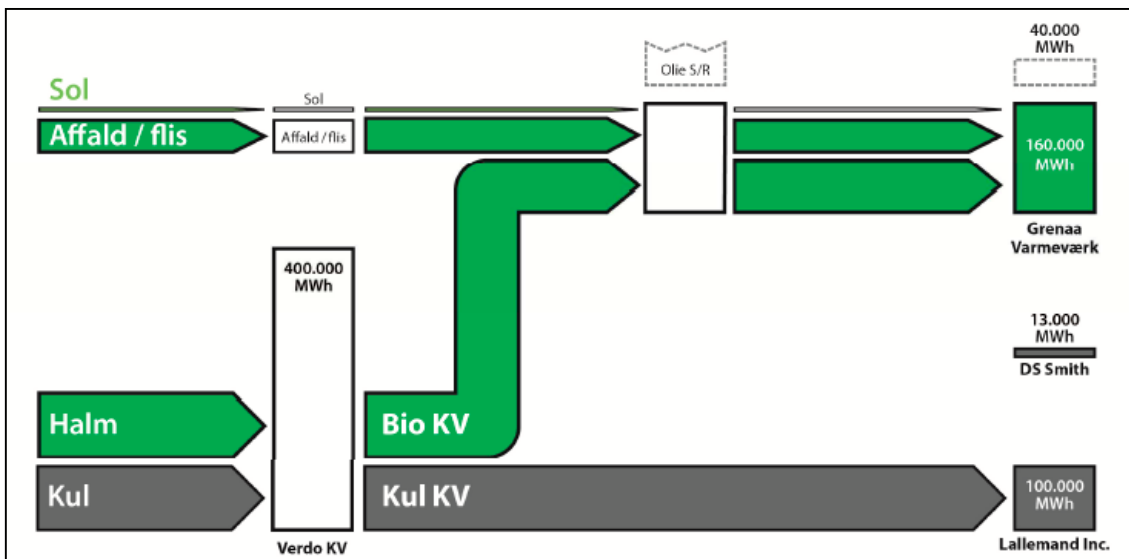 40.000
MWh
Olie S/R
Sol
Sol
Affald / flis
Affald / flis
160.000
MWh
Grenaa
Varmeværk
400.000
MWh
13.000
MWh
DS Smith
Halm
Bio KV
Kul
Kul KV
100.000
MWh
Verdo KV
Lallemand Inc.